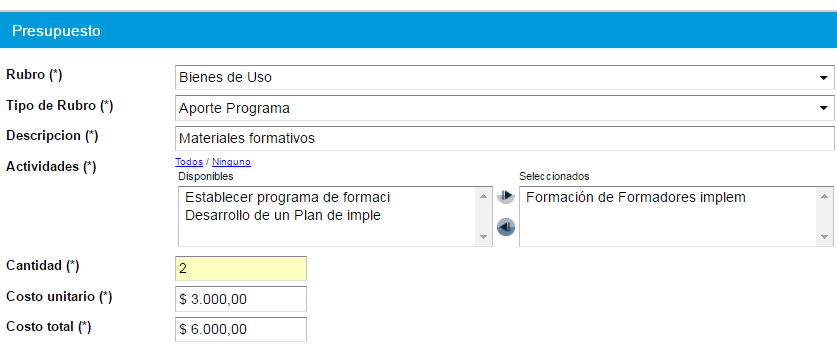 Presupuesto
Rubro (*)
Bienes de Uso
Tipo de Rubro (*)
Aporte Programa
Descripcion (*)
Materiales formativos
Actividades (*)
Todos / Ninguno
Disponibles
Establecer programa de formaci
Desarrollo de un Plan de imple
Seleccionados
Formación de Formadores implem
Cantidad (*)
2
Costo unitario (*)
$ 3.000,00
Costo total (*)
$ 6.000,00